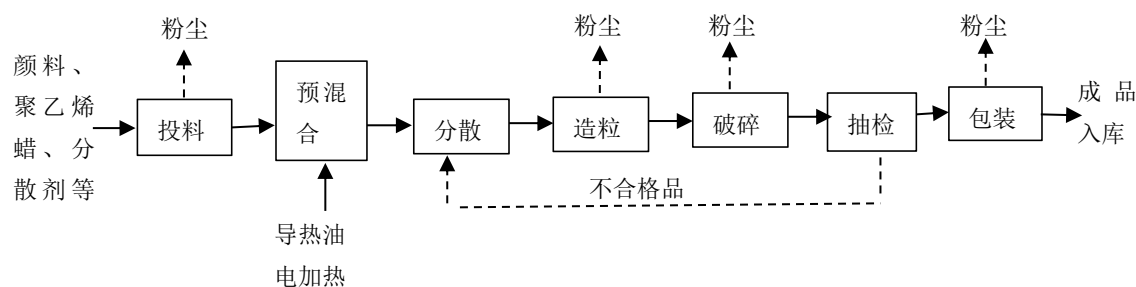 粉尘
粉尘
粉尘
粉尘
颜料、
聚乙烯
蜡、分
散剂等
投料
预混
合
分散
造粒
破碎
抽检
包装
成品
入库
不合格品
导热油
电加热